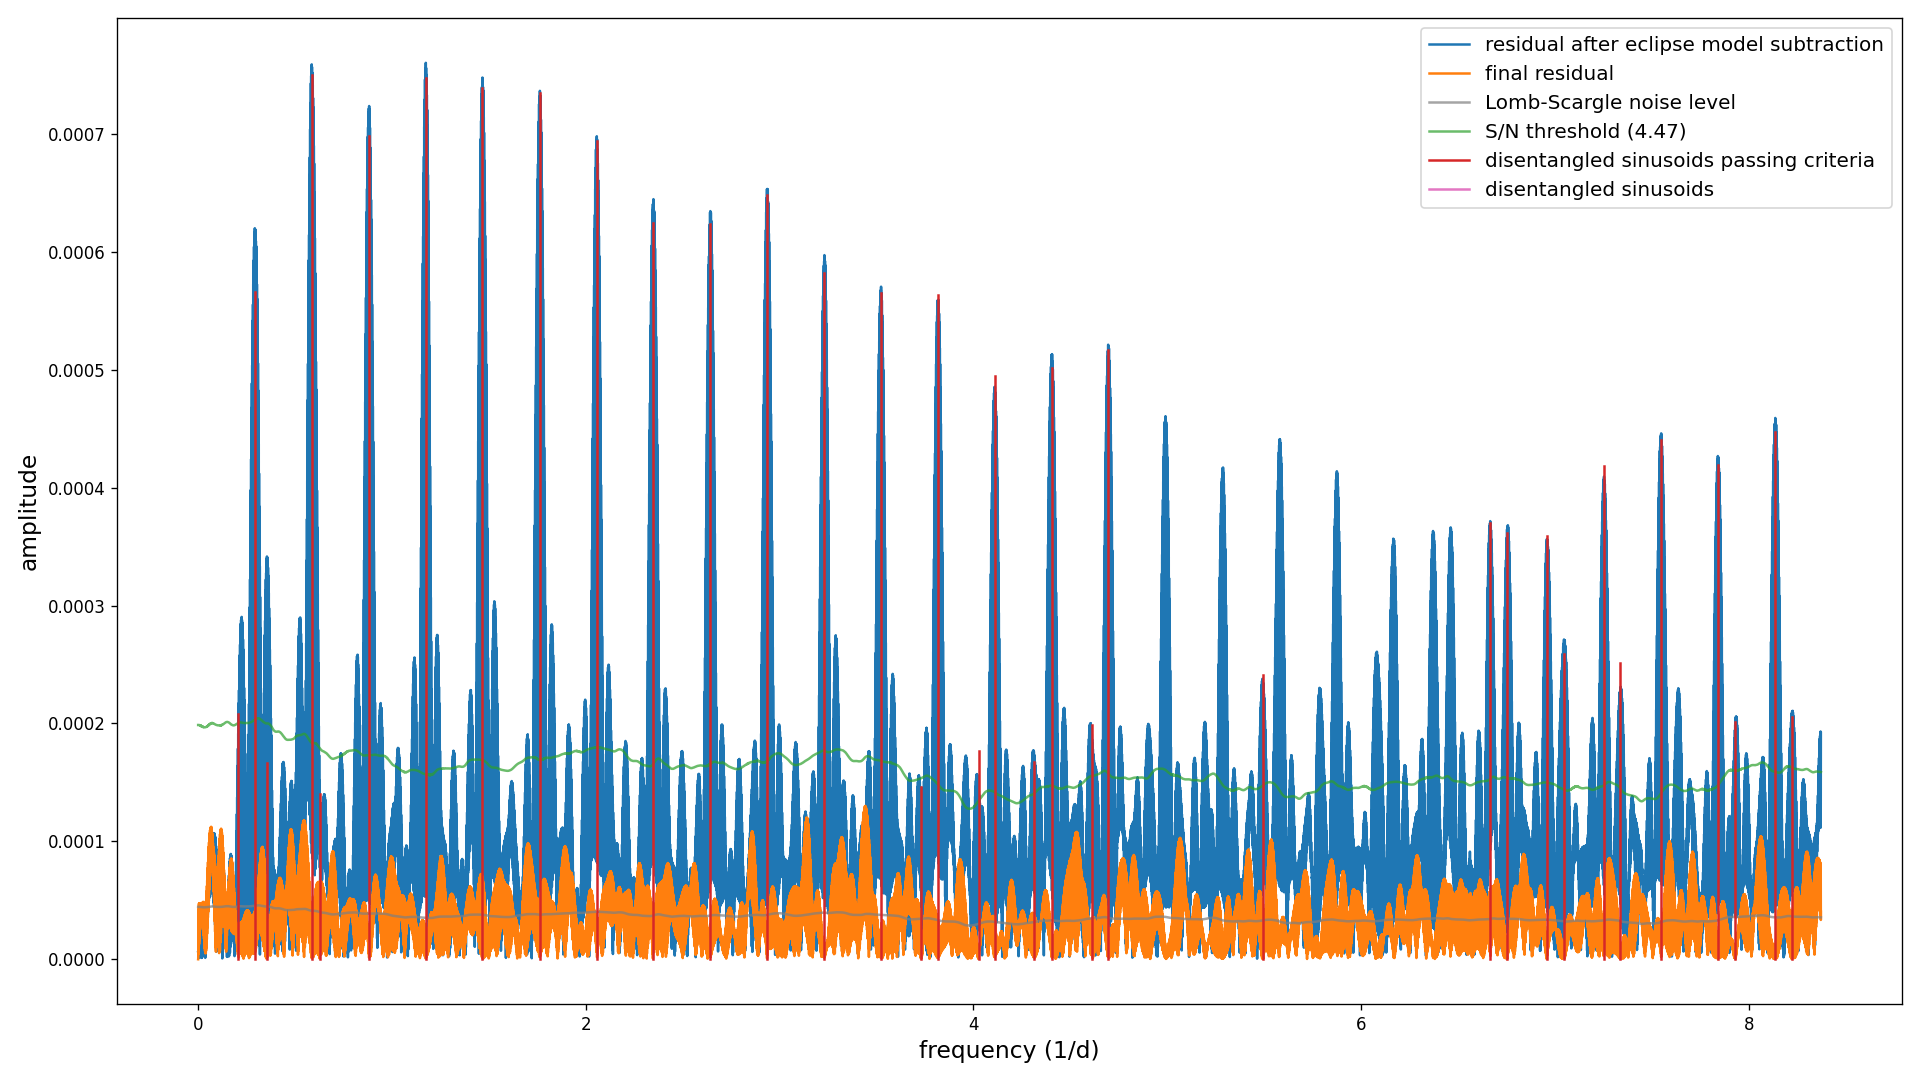 residual after eclipse model subtraction
final residual
Lomb-Scargle noise level
S/N threshold (4.47)
disentangled sinusoids passing criteria
disentangled sinusoids
0.0007
0.0006
0.0005
0.0004
0.0003
0.0002
0.0001
0.0000
amplitude
0 2 4 6 8
frequency (1/d)